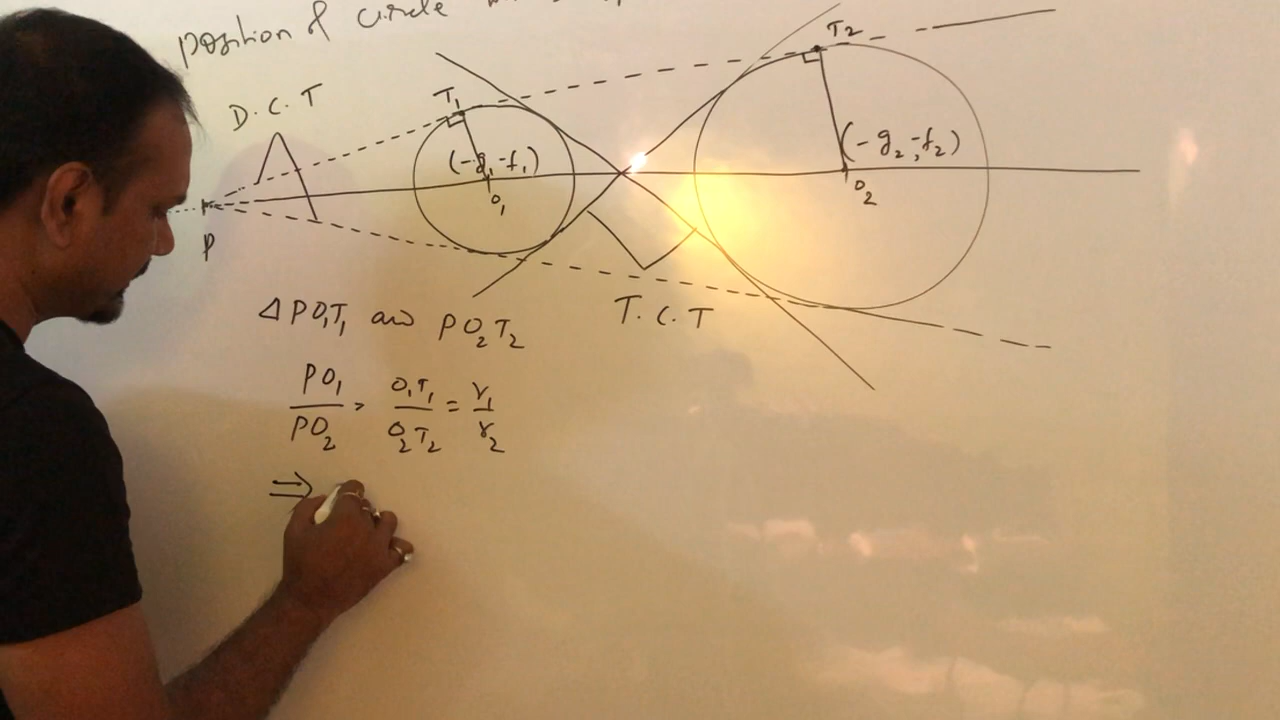 position of circle
D. C. T
T₁
T₂
(-g₁,-f₁)
(-g₂,-f₂)
O₁
O₂
P
T. C. T
Δ PO₁T₁ and PO₂T₂
PO₁/PO₂ = O₁T₁/O₂T₂ = r₁/r₂
⇒